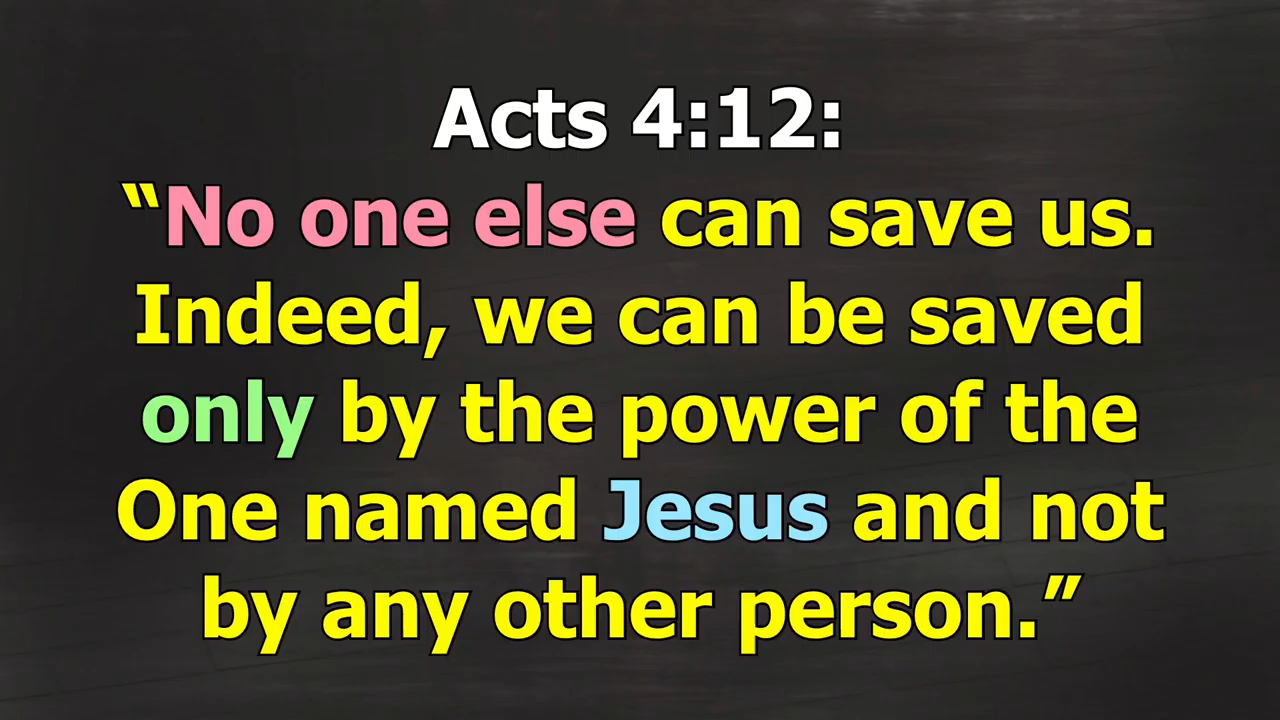 Acts 4:12:
“No one else can save us.
Indeed, we can be saved
only by the power of the
One named Jesus and not
by any other person.”